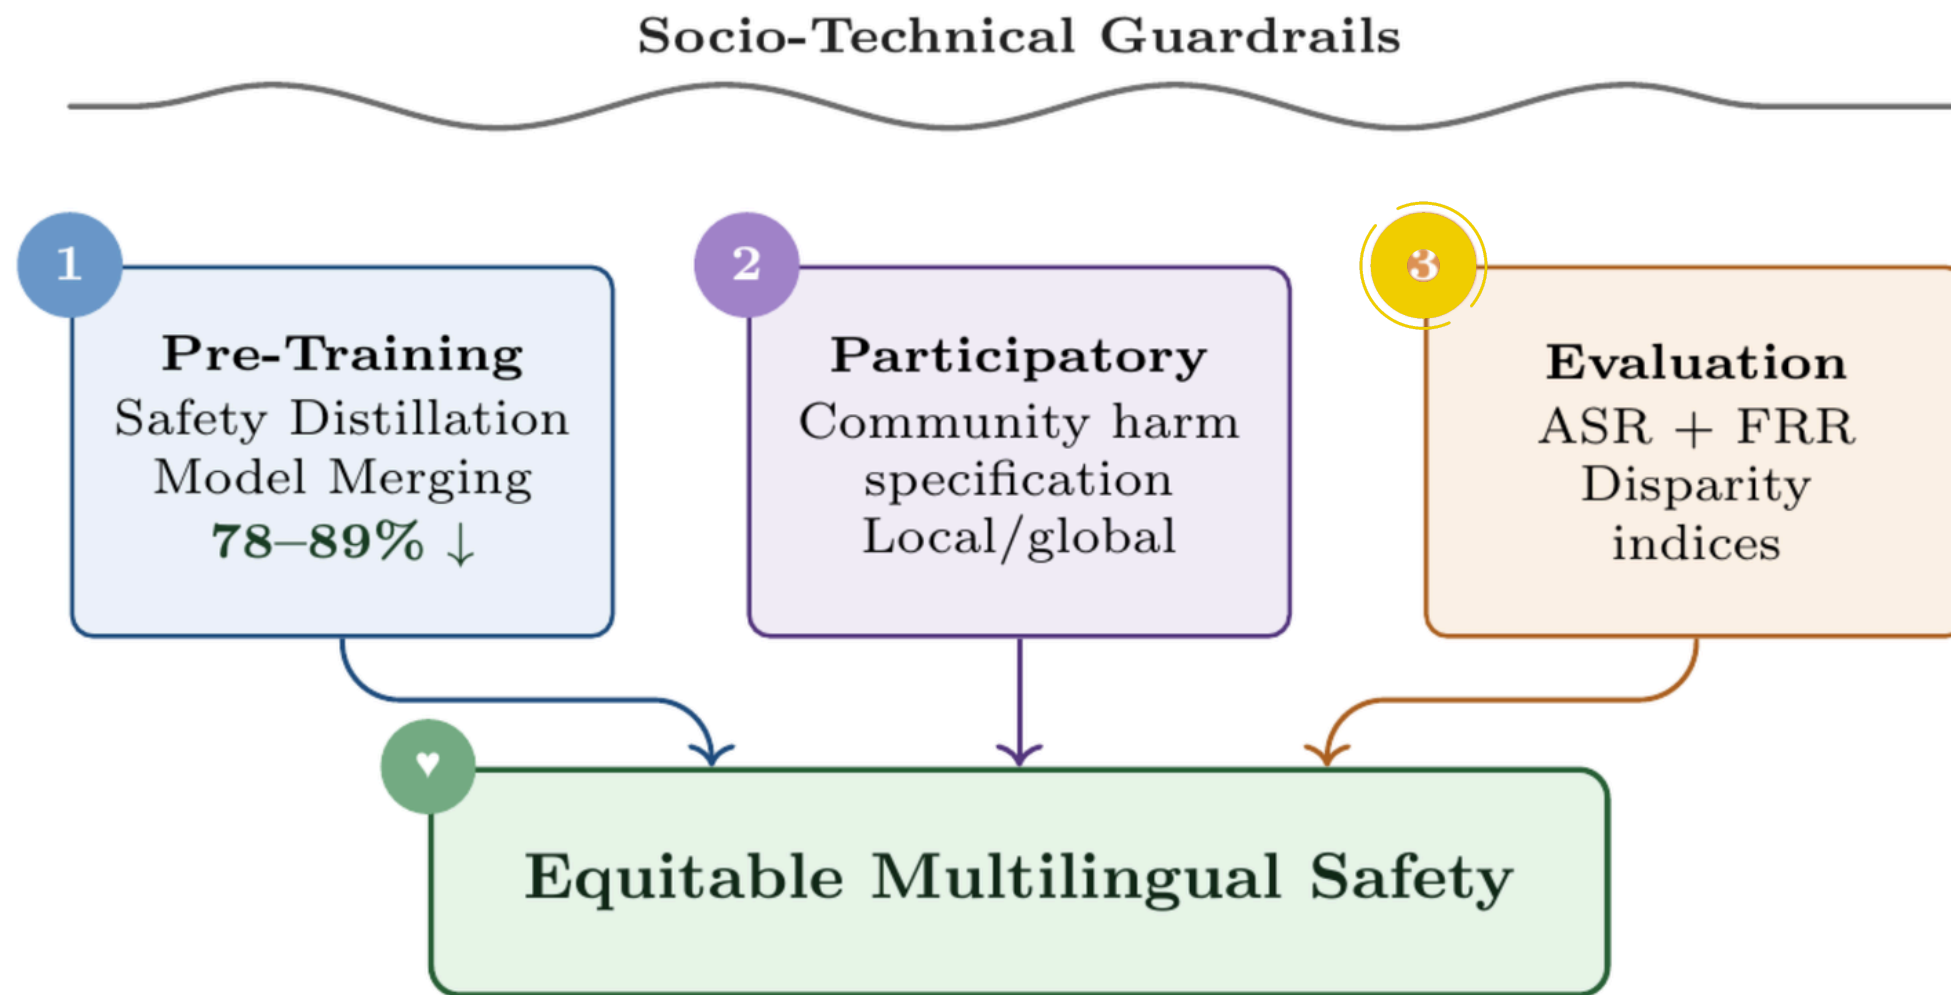 Socio-Technical Guardrails
1
Pre-Training
Safety Distillation
Model Merging
78–89% ↓
2
Participatory
Community harm
specification
Local/global
3
Evaluation
ASR + FRR
Disparity
indices
♥
Equitable Multilingual Safety